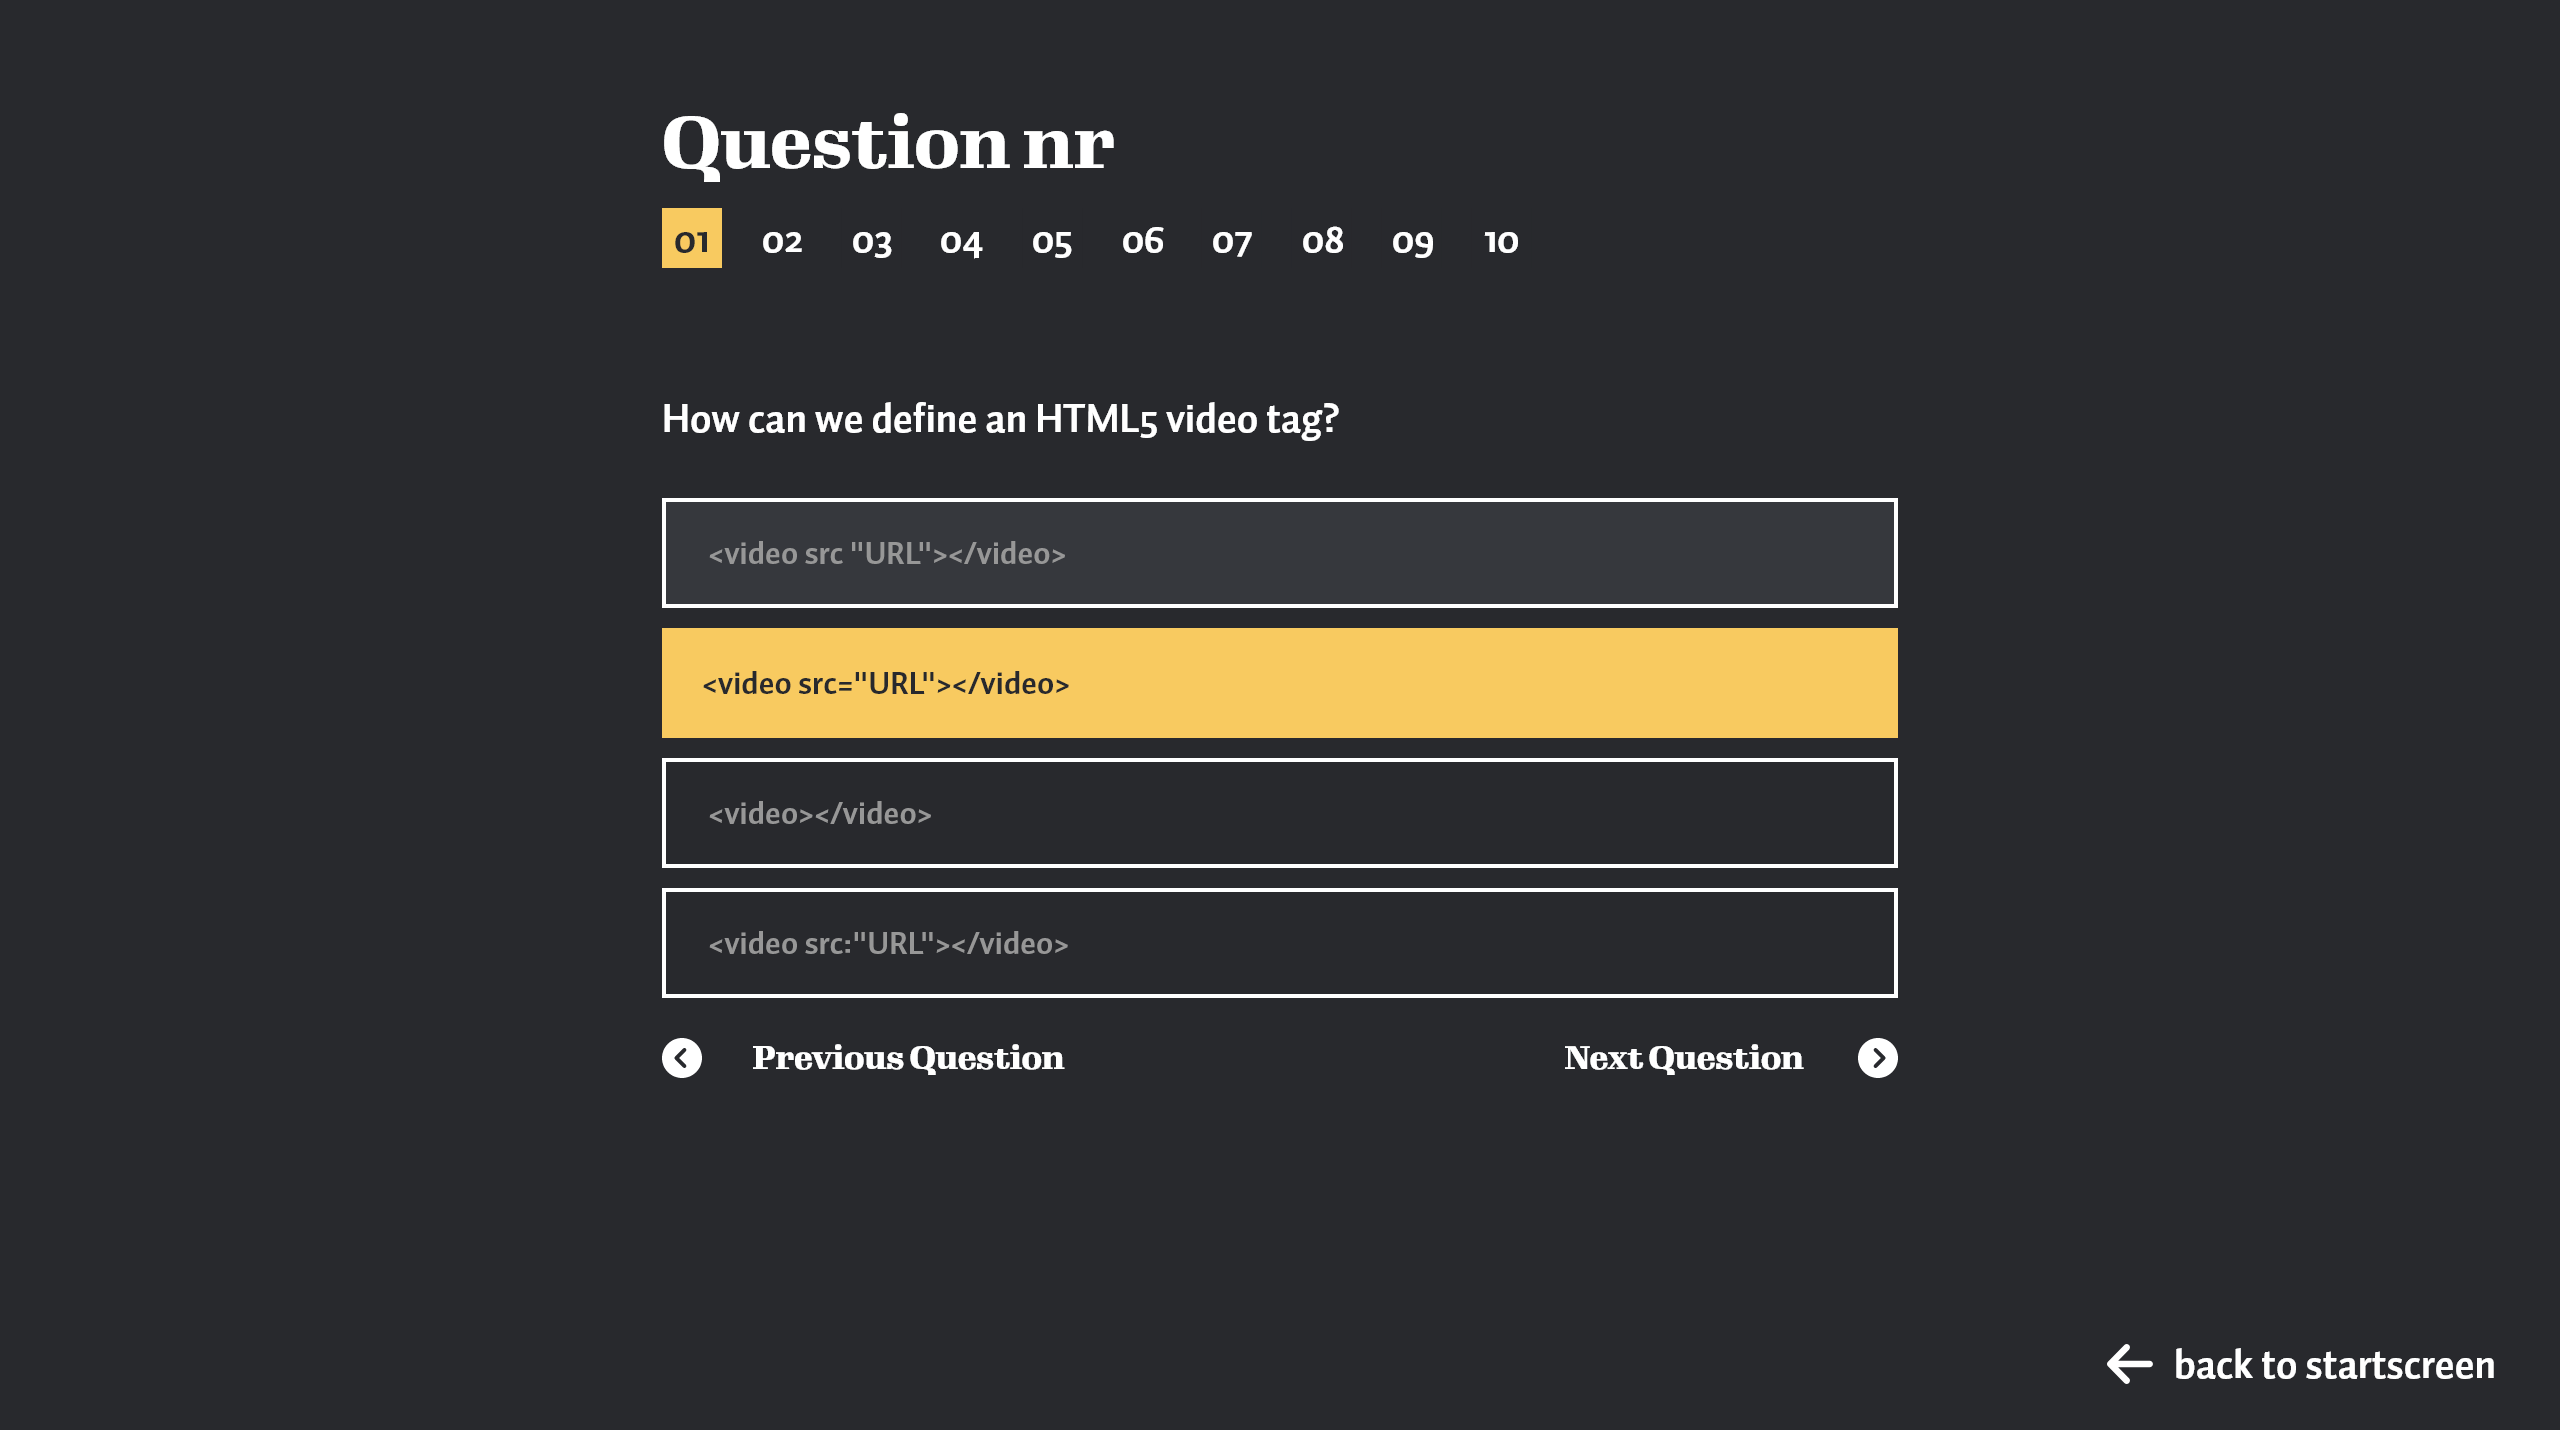 Question nr
01 02 03 04 05 06 07 08 09 10
How can we define an HTML5 video tag?
<video src "URL"></video>
<video src="URL"></video>
<video></video>
<video src:"URL"></video>
Previous Question Next Question
back to startscreen